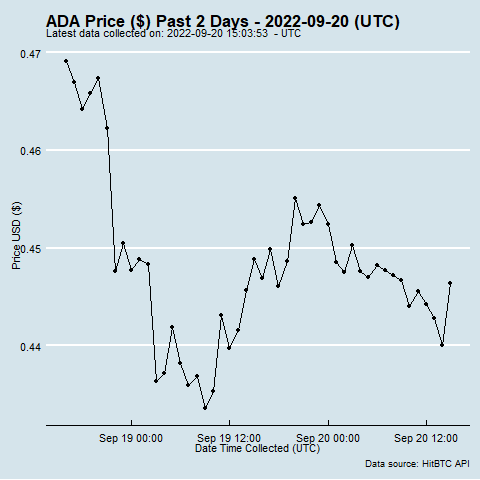 ADA Price ($) Past 2 Days - 2022-09-20 (UTC)
Latest data collected on: 2022-09-20 15:03:53 - UTC
0.47
0.46
0.45
0.44
Price USD ($)
Sep 19 00:00
Sep 19 12:00
Sep 20 00:00
Sep 20 12:00
Date Time Collected (UTC)
Data source: HitBTC API